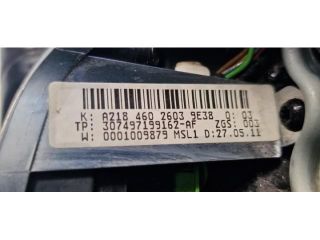 K: A218 460 2603 9E38 Q: 03
TP: 307497199162-AF ZGS: 003
W: 0001009879 MSL1 D:27.05.11